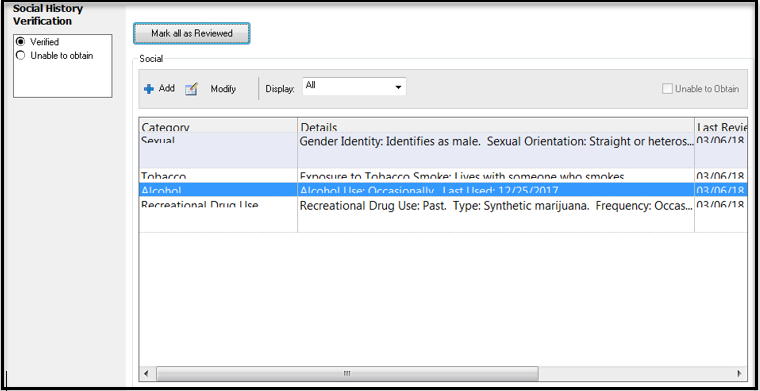 Social History
Verification
Verified
Unable to obtain
Mark all as Reviewed
Social
Add Modify Display: All Unable to Obtain
Category Details Last Revie
Sexual Gender Identity: Identifies as male. Sexual Orientation: Straight or heteros... 03/06/18
Tobacco Exposure to Tobacco Smoke: Lives with someone who smokes 03/06/18
Alcohol Alcohol Use: Occasionally Last Used: 12/25/2017 03/06/18
Recreational Drug Use Recreational Drug Use: Past. Type: Synthetic marijuana. Frequency: Occas... 03/06/18